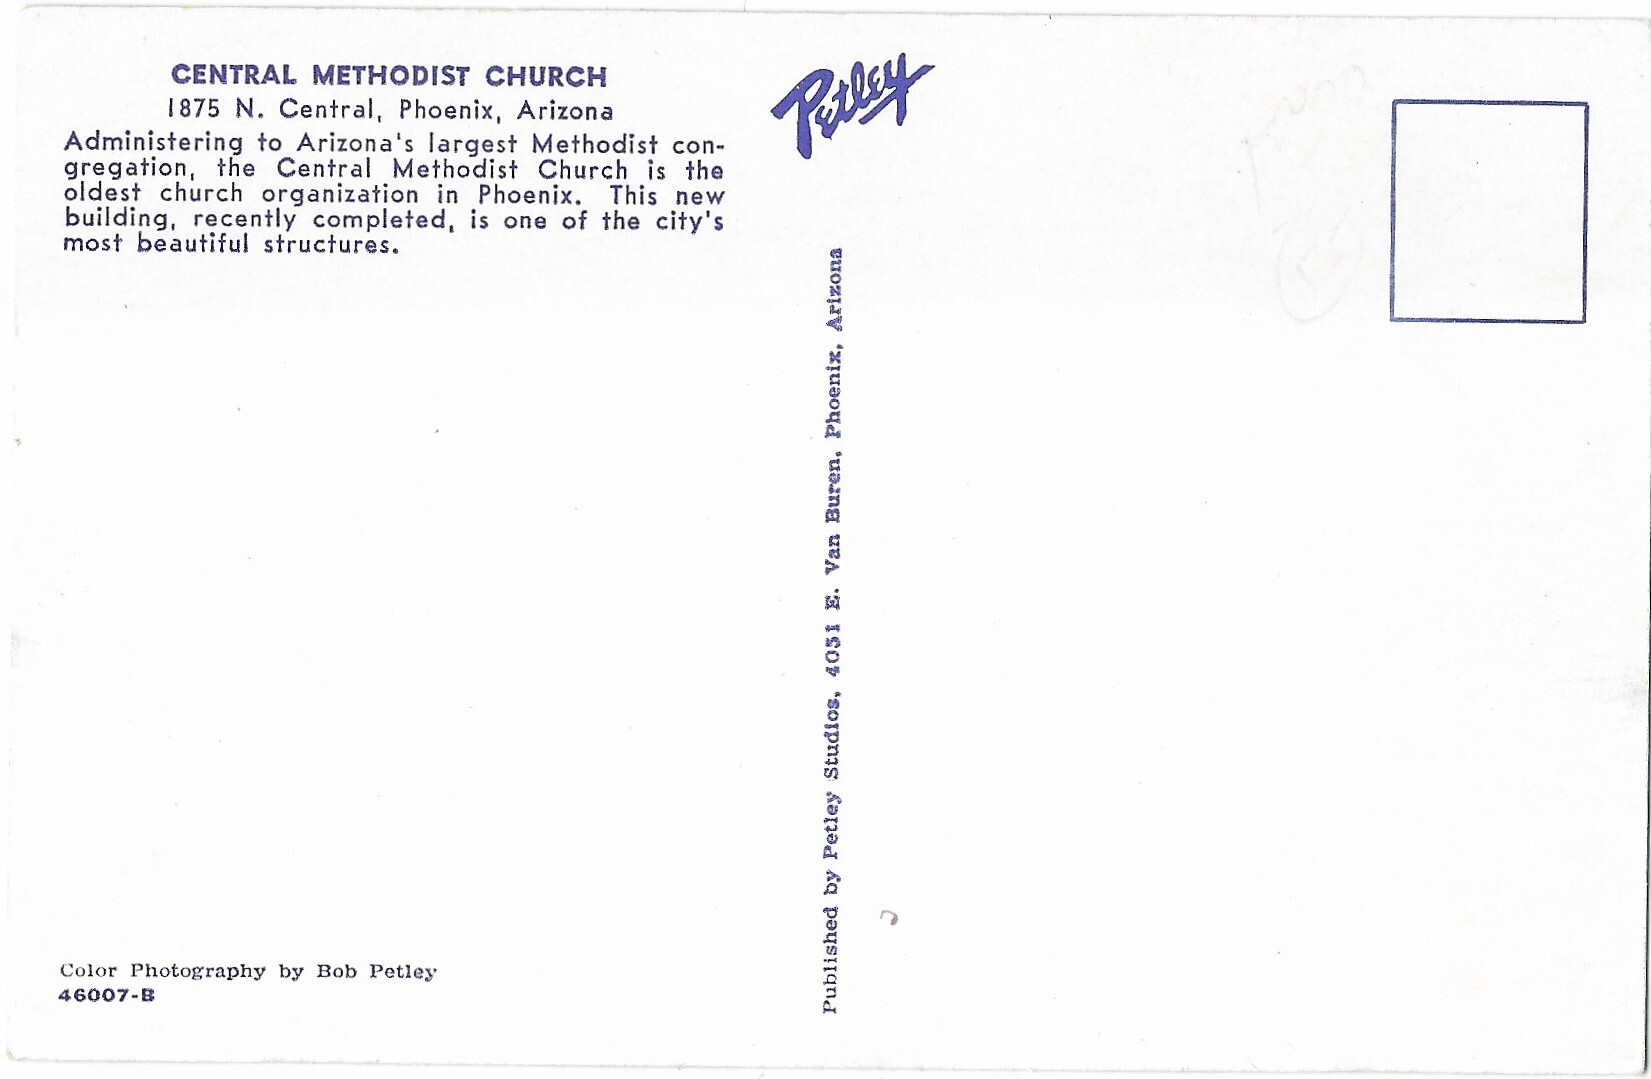 CENTRAL METHODIST CHURCH
1875 N. Central, Phoenix, Arizona
Administering to Arizona's largest Methodist con-
gregation, the Central Methodist Church is the
oldest church organization in Phoenix. This new
building, recently completed, is one of the city's
most beautiful structures.
Color Photography by Bob Petley
46007-B
Petley
Published by Petley Studios, 4051 E. Van Buren, Phoenix, Arizona